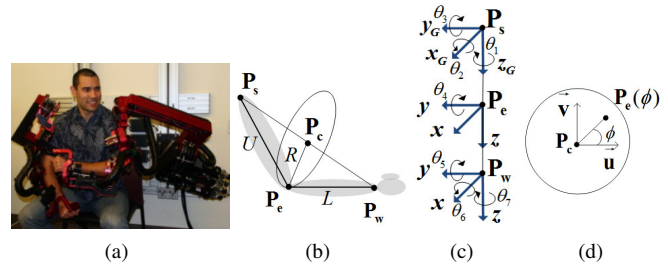 P_s
U
R
P_c
P_e
L
P_w
θ_3
P_s
y_G
x_G
θ_2
θ_1
z_G
θ_4
P_e
y
x
z
θ_5
P_w
y
x
θ_6
θ_7
z
P_e(ϕ)
v
P_c
ϕ
u
(a) (b) (c) (d)